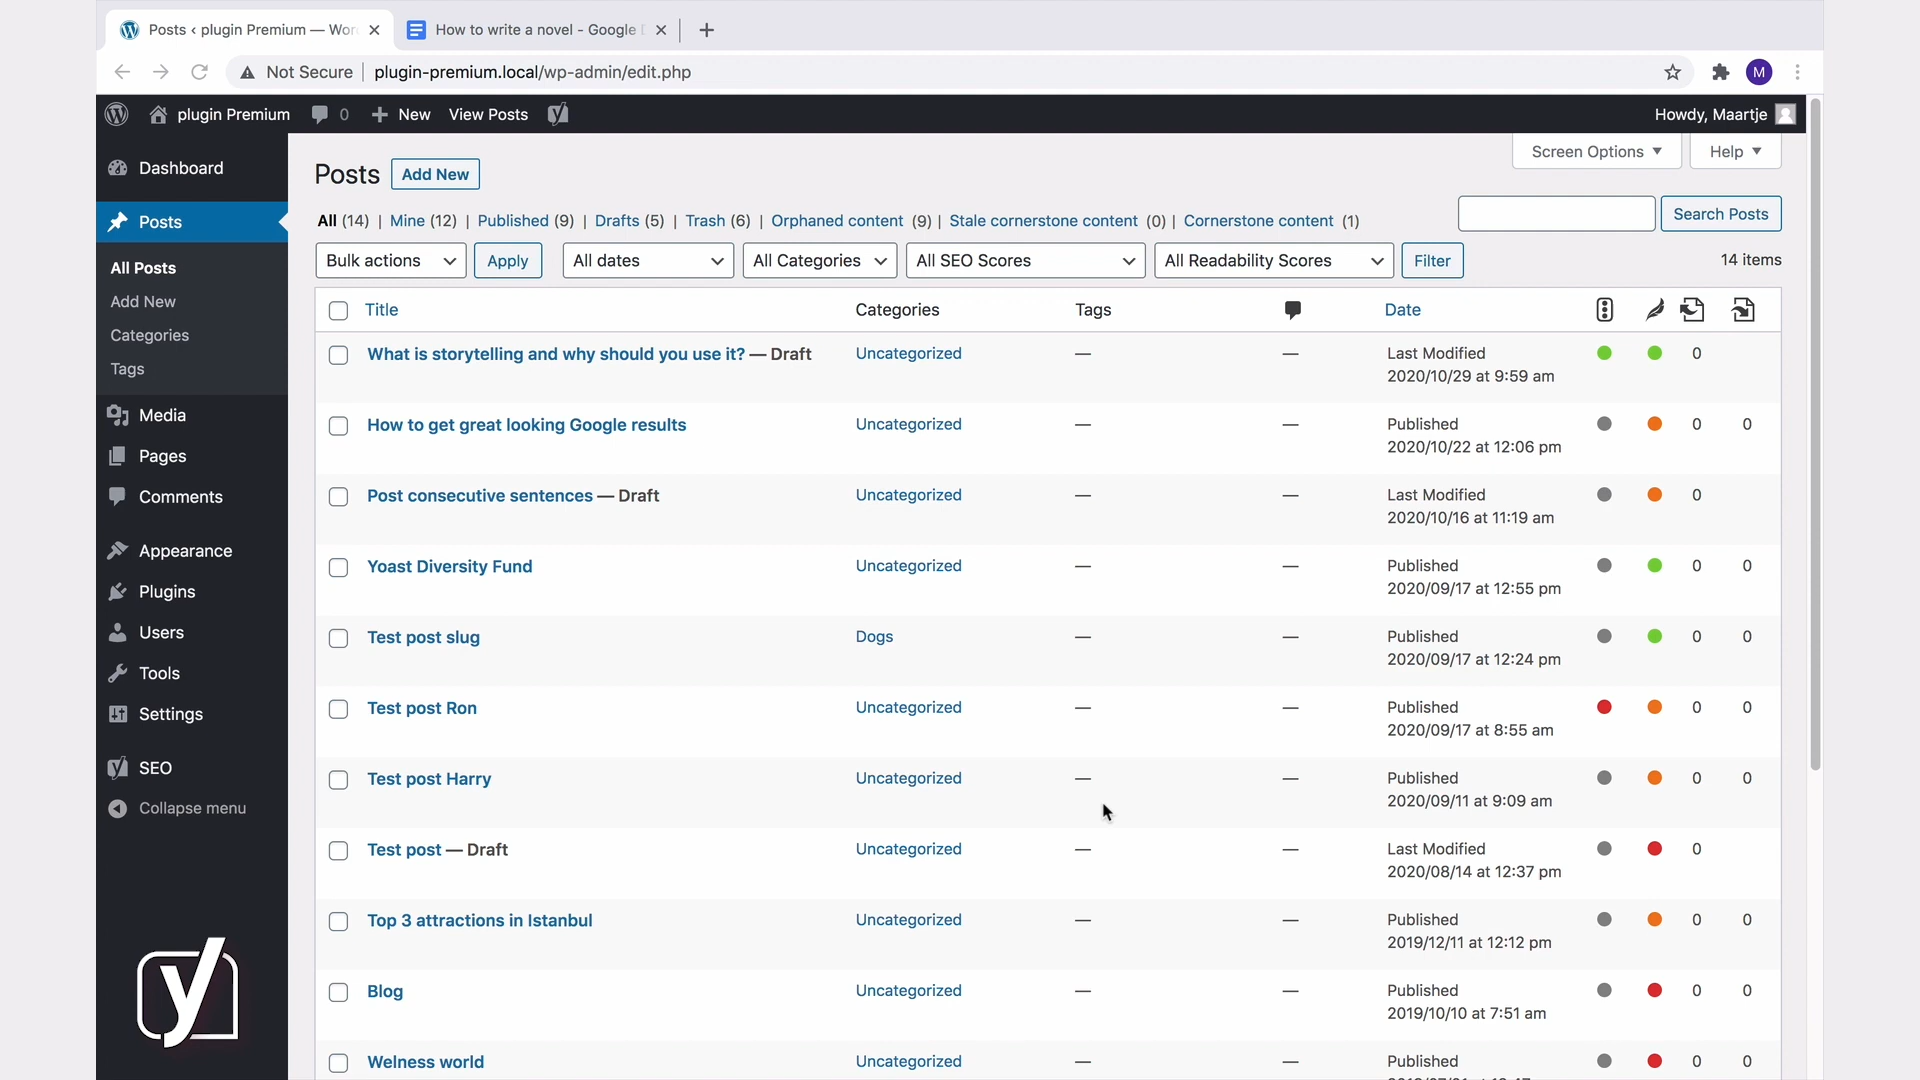 Posts ‹ plugin Premium — Wor
How to write a novel - Google
Not Secure
plugin-premium.local/wp-admin/edit.php
M
plugin Premium
0
New
View Posts
Howdy, Maartje
Dashboard
Posts
All Posts
Add New
Categories
Tags
Media
Pages
Comments
Appearance
Plugins
Users
Tools
Settings
SEO
Collapse menu
y
Screen Options
Help
Posts
Add New
All (14) | Mine (12) | Published (9) | Drafts (5) | Trash (6) | Orphaned content (9) | Stale cornerstone content (0) | Cornerstone content (1)
Search Posts
Bulk actions
Apply
All dates
All Categories
All SEO Scores
All Readability Scores
Filter
14 items
Title Categories Tags Date
What is storytelling and why should you use it? — Draft Uncategorized — — Last Modified 0
2020/10/29 at 9:59 am
How to get great looking Google results Uncategorized — — Published 0 0
2020/10/22 at 12:06 pm
Post consecutive sentences — Draft Uncategorized — — Last Modified 0
2020/10/16 at 11:19 am
Yoast Diversity Fund Uncategorized — — Published 0 0
2020/09/17 at 12:55 pm
Test post slug Dogs — — Published 0 0
2020/09/17 at 12:24 pm
Test post Ron Uncategorized — — Published 0 0
2020/09/17 at 8:55 am
Test post Harry Uncategorized — — Published 0 0
2020/09/11 at 9:09 am
Test post — Draft Uncategorized — — Last Modified 0
2020/08/14 at 12:37 pm
Top 3 attractions in Istanbul Uncategorized — — Published 0 0
2019/12/11 at 12:12 pm
Blog Uncategorized — — Published 0 0
2019/10/10 at 7:51 am
Welness world Uncategorized — — Published 0 0